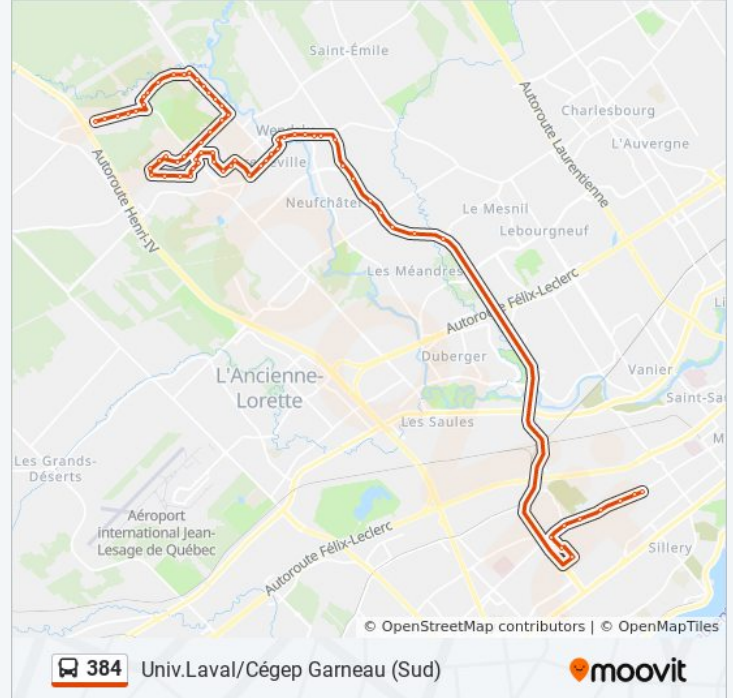 Saint-Émile
Charlesbourg
Autoroute Laurentienne
L'Auvergne
Autoroute Henri-IV
Neufchâtel
Le Mesnil
Lebourgneuf
Les Méandres
Autoroute Félix-Leclerc
Duberger
Vanier
L'Ancienne-
Lorette
Les Saules
Les Grands-
Déserts
Aéroport
international Jean-
Lesage de Québec
Autoroute Félix-Leclerc
Sillery
© OpenStreetMap contributors | © OpenMapTiles
384 Univ.Laval/Cégep Garneau (Sud)
moovit